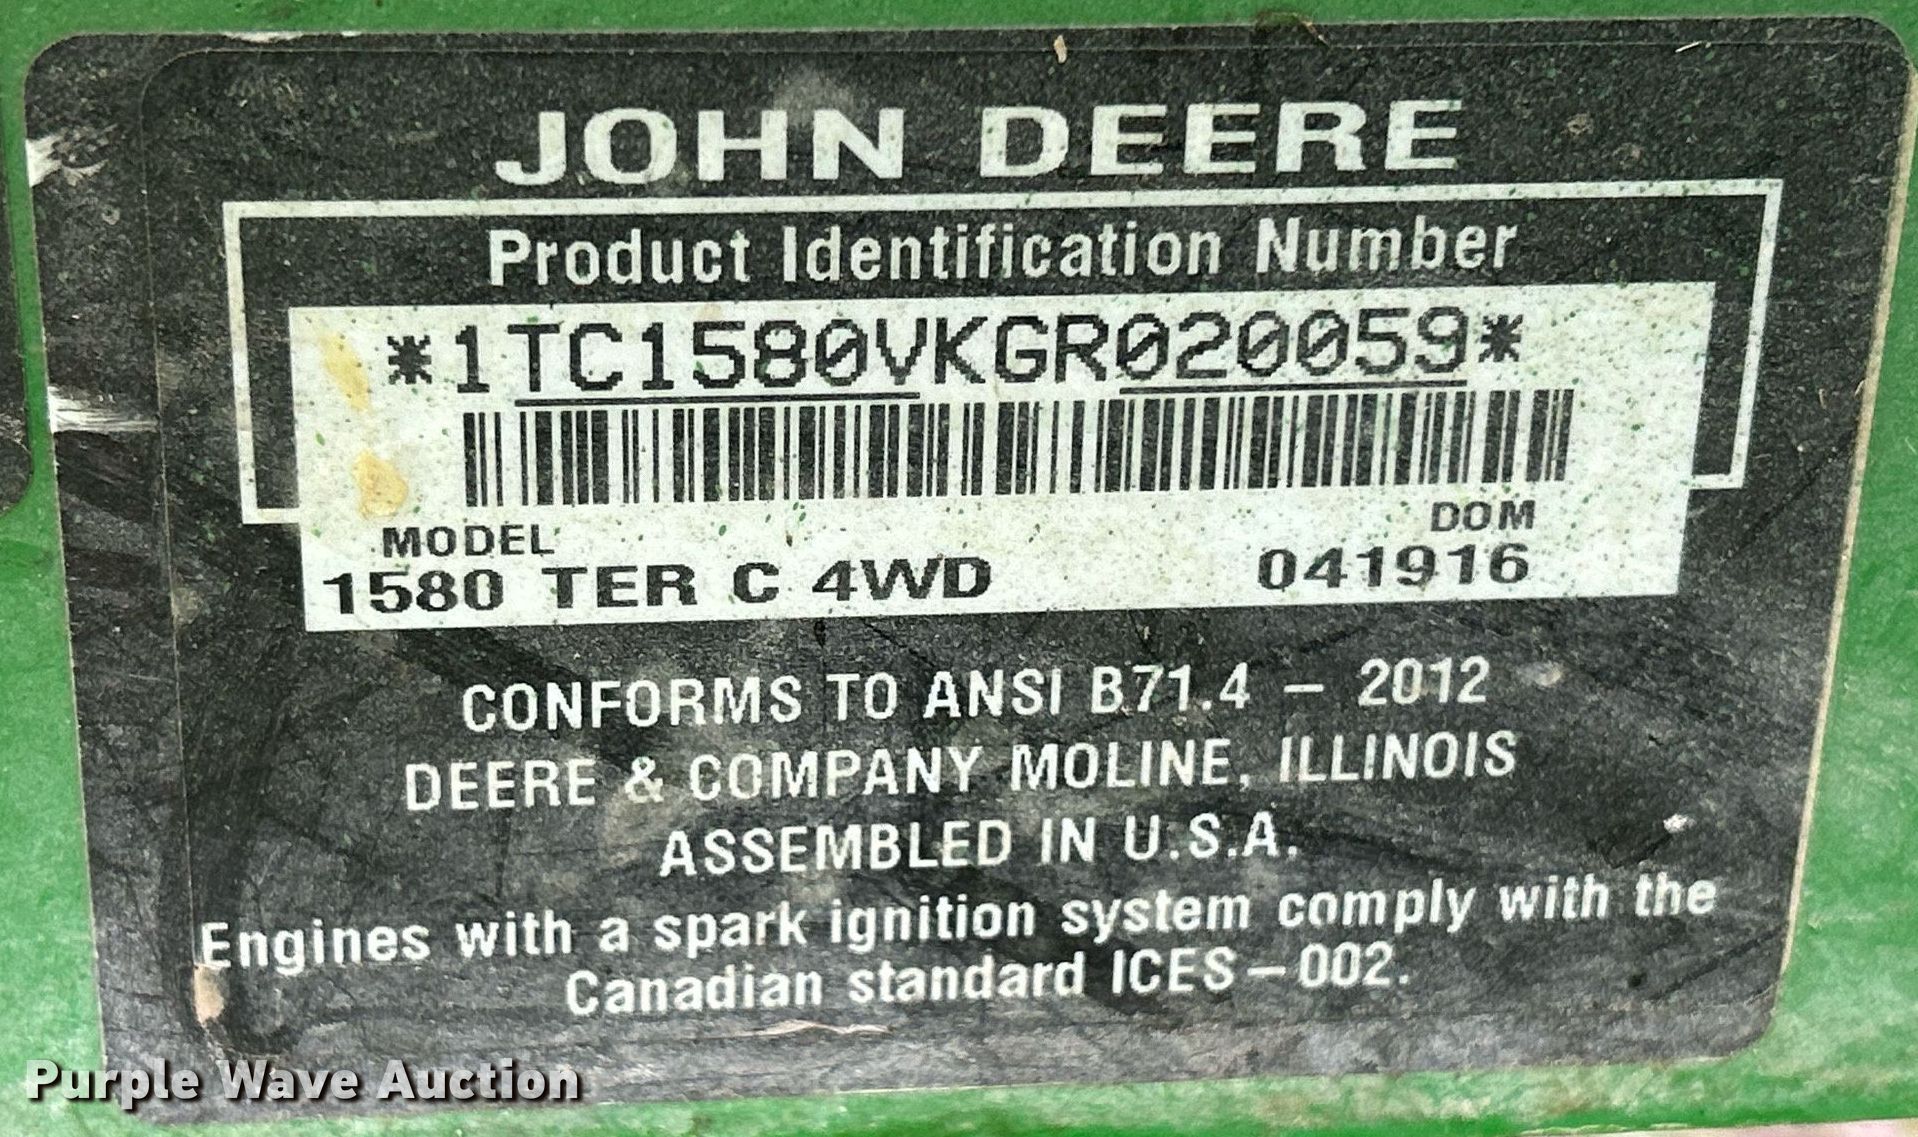 JOHN DEERE
Product Identification Number
*1TC1580VKGR020059*
MODEL
DOM
1580 TER C 4WD
041916
CONFORMS TO ANSI B71.4 – 2012
DEERE & COMPANY MOLINE, ILLINOIS
ASSEMBLED IN U.S.A.
Engines with a spark ignition system comply with the
Canadian standard ICES–002.
Purple Wave Auction